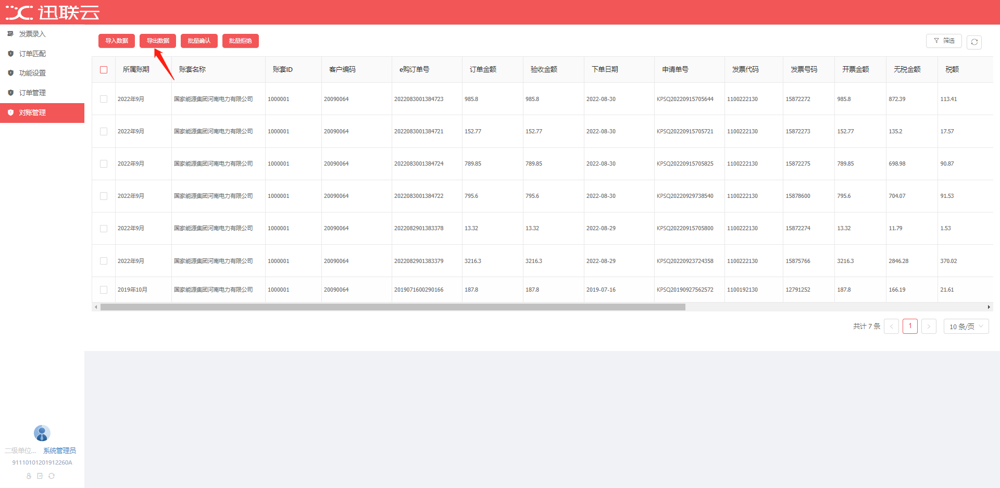 迅联云
发票录入
订单匹配
功能设置
订单管理
对账管理
导入数据 导出数据 批量确认 批量拒绝 筛选
所属账期 账套名称 账套ID 客户编码 e购订单号 订单金额 验收金额 下单日期 申请单号 发票代码 发票号码 开票金额 无税金额 税额
2022年9月 国家能源集团河南电力有限公司 1000001 20090064 2022083001384723 985.8 985.8 2022-08-30 KPSQ20220915705644 1100222130 15872272 985.8 872.39 113.41
2022年9月 国家能源集团河南电力有限公司 1000001 20090064 2022083001384721 152.77 152.77 2022-08-30 KPSQ20220915705721 1100222130 15872273 152.77 135.2 17.57
2022年9月 国家能源集团河南电力有限公司 1000001 20090064 2022083001384724 789.85 789.85 2022-08-30 KPSQ20220915705825 1100222130 15872275 789.85 698.98 90.87
2022年9月 国家能源集团河南电力有限公司 1000001 20090064 2022083001384722 795.6 795.6 2022-08-30 KPSQ20220929738540 1100222130 15878600 795.6 704.07 91.53
2022年9月 国家能源集团河南电力有限公司 1000001 20090064 2022082901383378 13.32 13.32 2022-08-29 KPSQ20220915705800 1100222130 15872274 13.32 11.79 1.53
2022年9月 国家能源集团河南电力有限公司 1000001 20090064 2022082901383379 3216.3 3216.3 2022-08-29 KPSQ20220923724358 1100222130 15875766 3216.3 2846.28 370.02
2019年10月 国家能源集团河南电力有限公司 1000001 20090064 2019071600290166 187.8 187.8 2019-07-16 KPSQ20190927562572 1100192130 12791252 187.8 166.19 21.61
共计 7 条 < 1 > 10 条/页
二级单位... 系统管理员
91110101201912260A